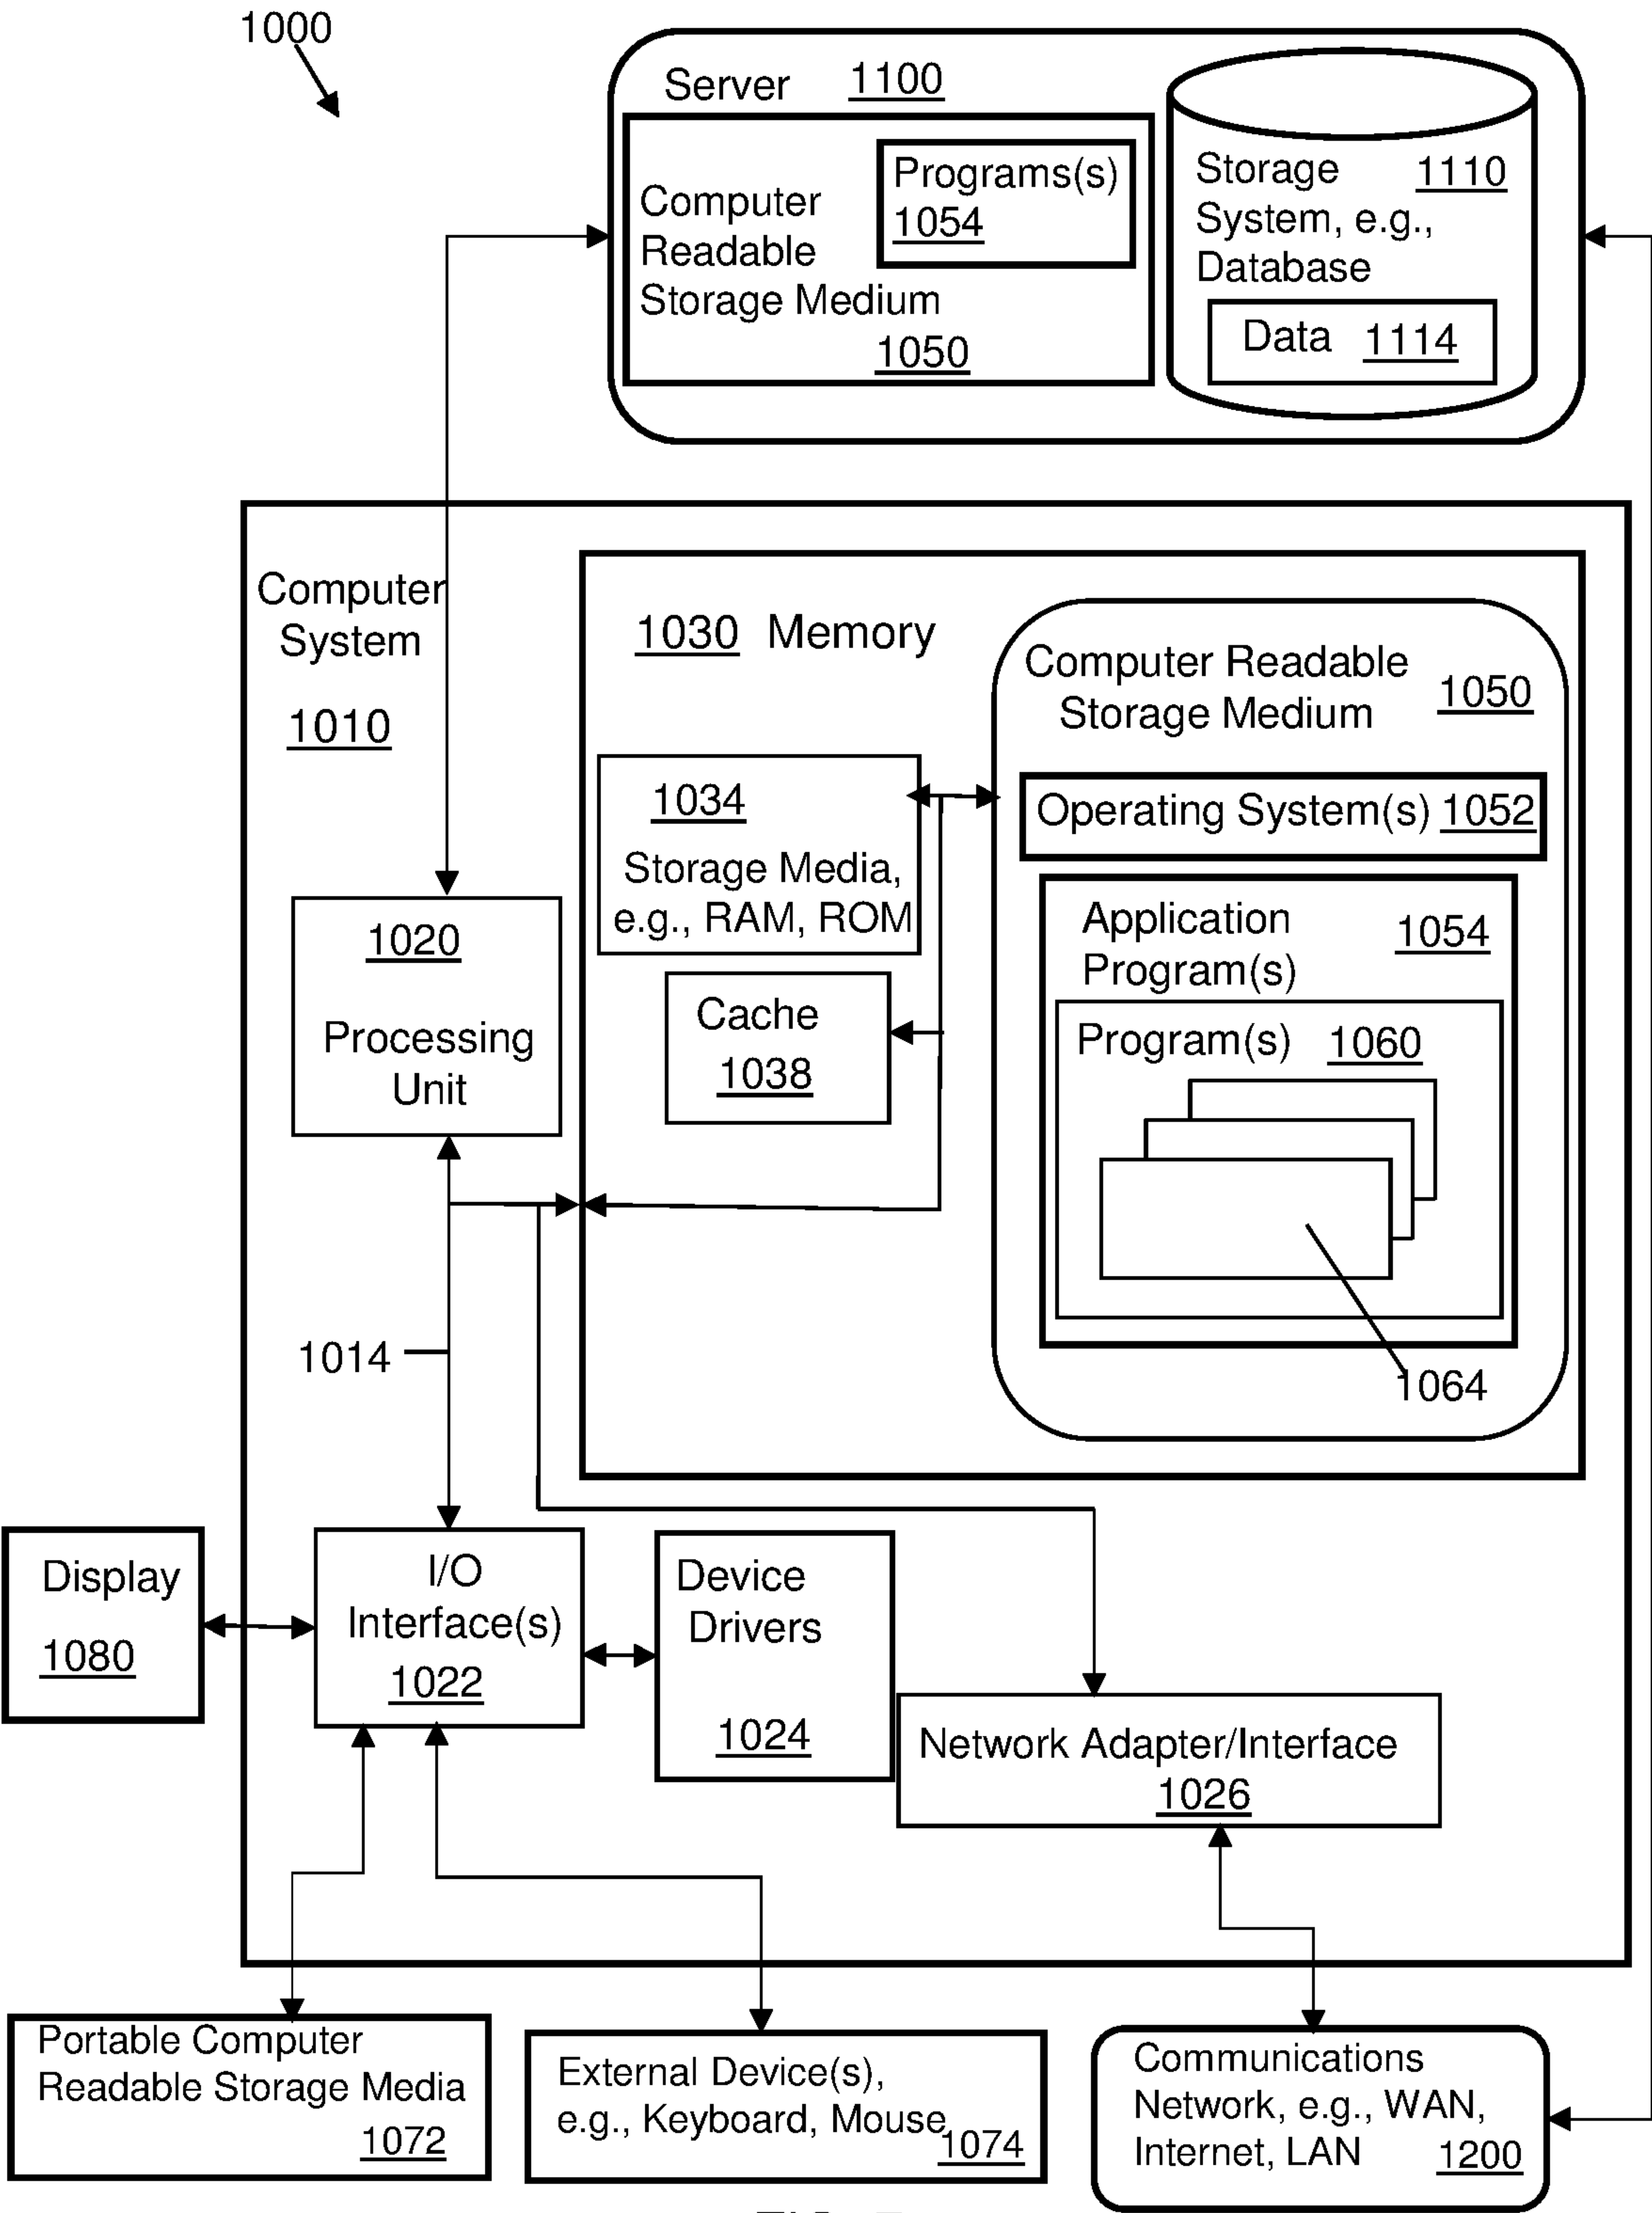 1000
Server 1100
Programs(s)
1054
Computer
Readable
Storage Medium
1050
Storage 1110
System, e.g.,
Database
Data 1114
Computer
System
1010
1030 Memory
Computer Readable
Storage Medium
1050
1034
Storage Media,
e.g., RAM, ROM
Operating System(s) 1052
Application
Program(s)
1054
Cache
1038
Program(s) 1060
1064
1020
Processing
Unit
1014
Display
1080
I/O
Interface(s)
1022
Device
Drivers
1024
Network Adapter/Interface
1026
Portable Computer
Readable Storage Media
1072
External Device(s),
e.g., Keyboard, Mouse
1074
Communications
Network, e.g., WAN,
Internet, LAN 1200